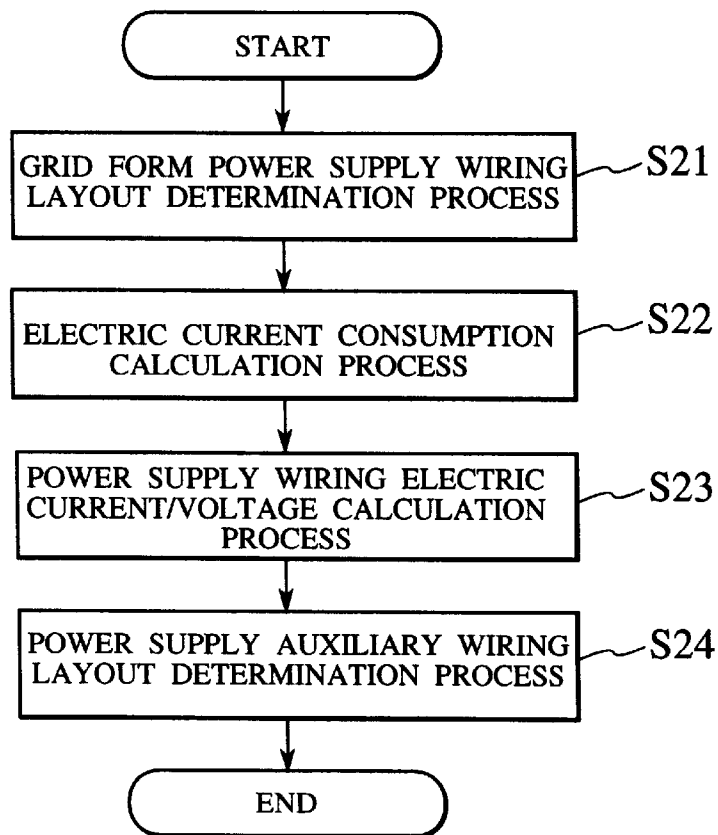 START
GRID FORM POWER SUPPLY WIRING
LAYOUT DETERMINATION PROCESS
S21
ELECTRIC CURRENT CONSUMPTION
CALCULATION PROCESS
S22
POWER SUPPLY WIRING ELECTRIC
CURRENT/VOLTAGE CALCULATION
PROCESS
S23
POWER SUPPLY AUXILIARY WIRING
LAYOUT DETERMINATION PROCESS
S24
END